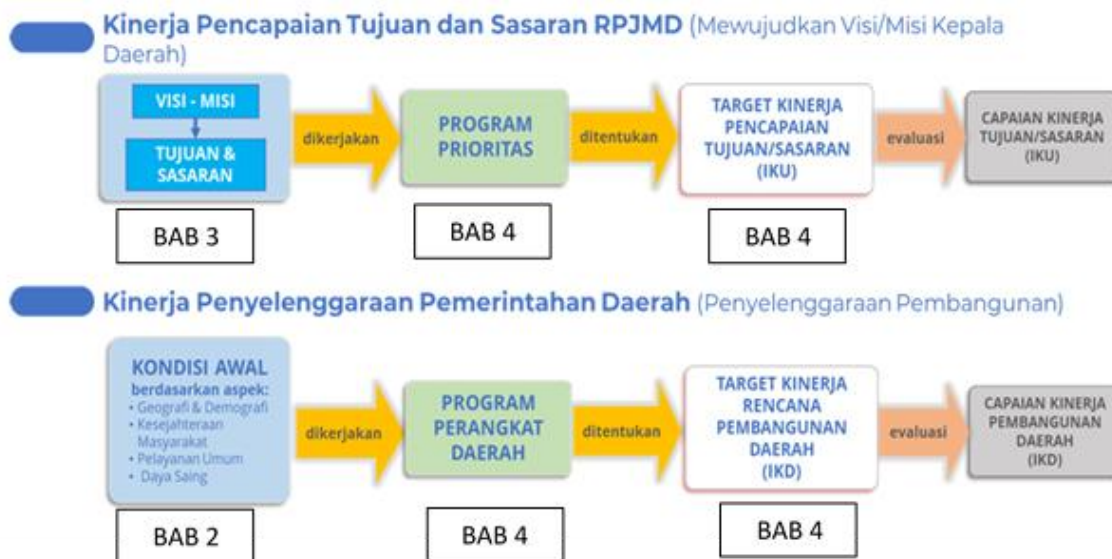 Kinerja Pencapaian Tujuan dan Sasaran RPJMD (Mewujudkan Visi/Misi Kepala
Daerah)
VISI - MISI
TUJUAN &
SASARAN
dikerjakan
PROGRAM
PRIORITAS
ditentukan
TARGET KINERJA
PENCAPAIAN
TUJUAN/SASARAN
(IKU)
evaluasi
CAPAIAN KINERJA
TUJUAN/SASARAN
(IKU)
BAB 3
BAB 4
BAB 4
Kinerja Penyelenggaraan Pemerintahan Daerah (Penyelenggaraan Pembangunan)
KONDISI AWAL
berdasarkan aspek:
• Geografi & Demografi
• Kesejahteraan
Masyarakat
• Pelayanan Umum
• Daya Saing
dikerjakan
PROGRAM
PERANGKAT
DAERAH
ditentukan
TARGET KINERJA
RENCANA
PEMBANGUNAN
DAERAH
(IKD)
evaluasi
CAPAIAN KINERJA
PEMBANGUNAN
DAERAH
(IKD)
BAB 2
BAB 4
BAB 4